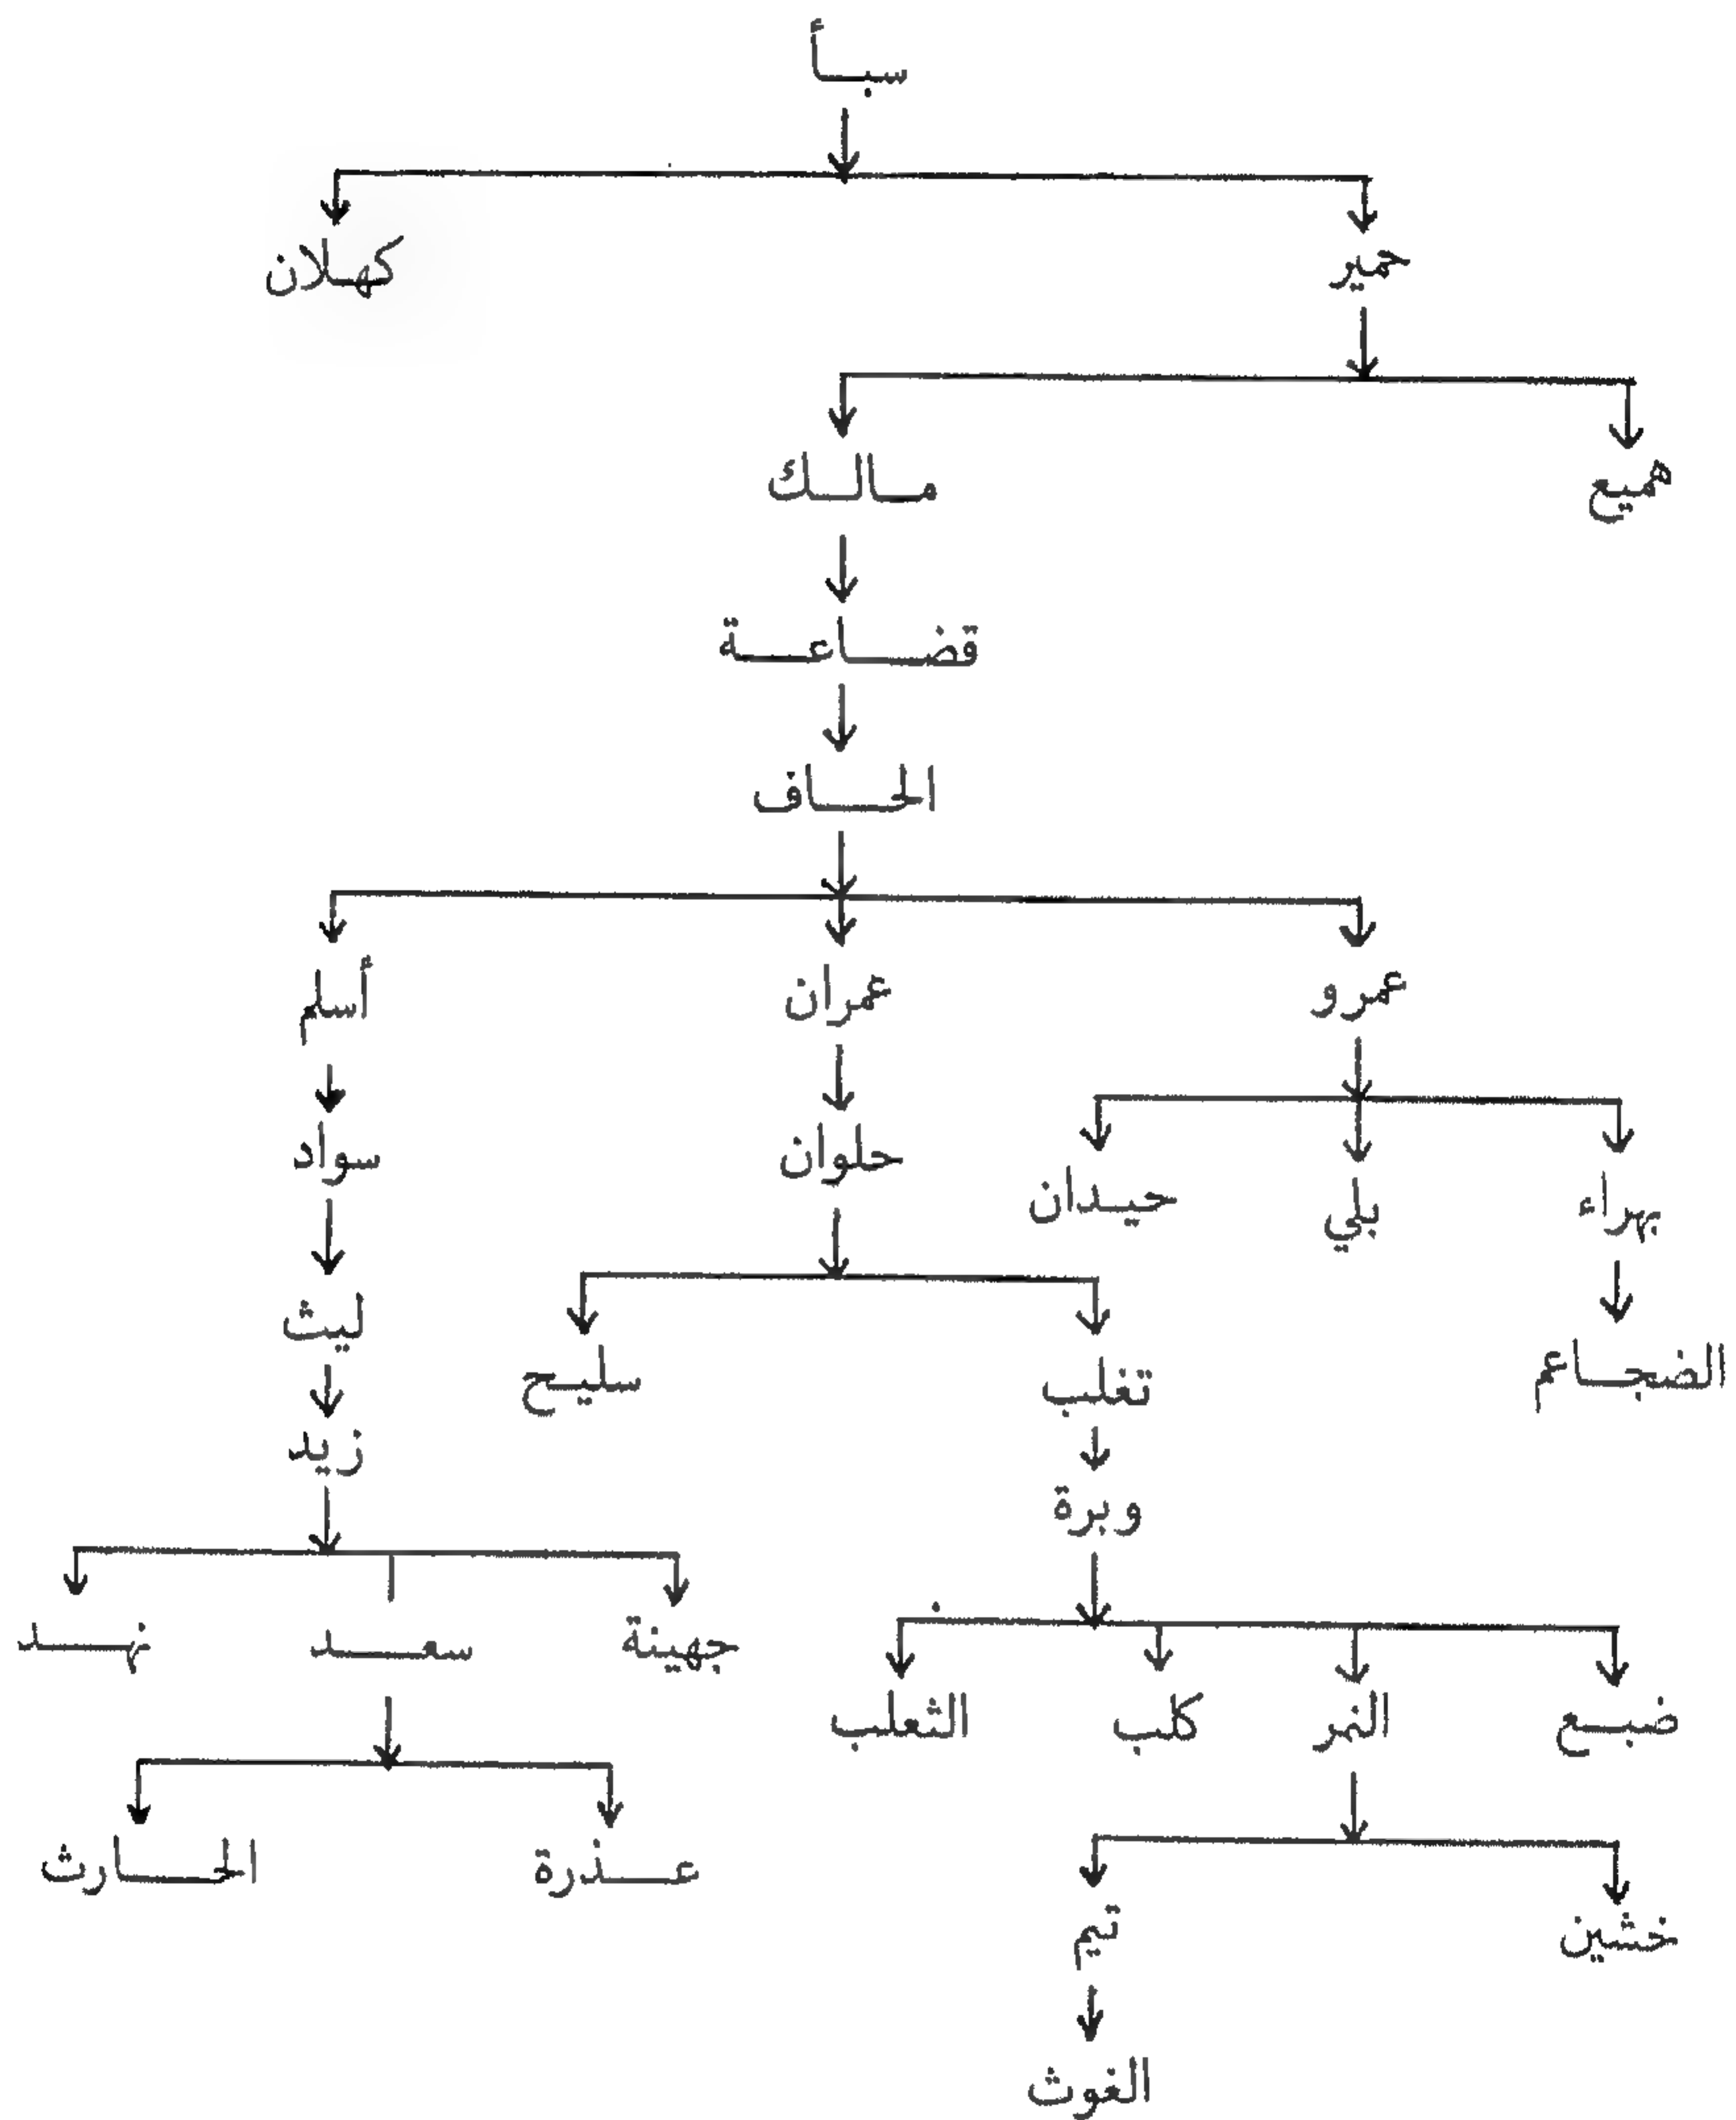 سبأ
حمير كهلان
هميع مالك
قضاعة
الحاف
عمرو عمران أسلم
بهراء بلي حيدان حلوان سواد
الضجاعم تغلب سليح ليث
وبرة زيد
جهينة سعد نهد
ضبع النمر كلب الثعلب
عذرة الحارث
خشين تيم
الغوث